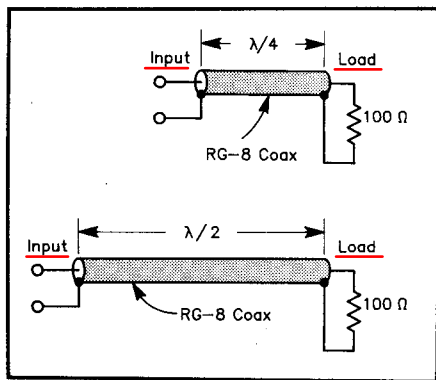 λ/4
Input
Load
100 Ω
RG-8 Coax
λ/2
Input
Load
100 Ω
RG-8 Coax